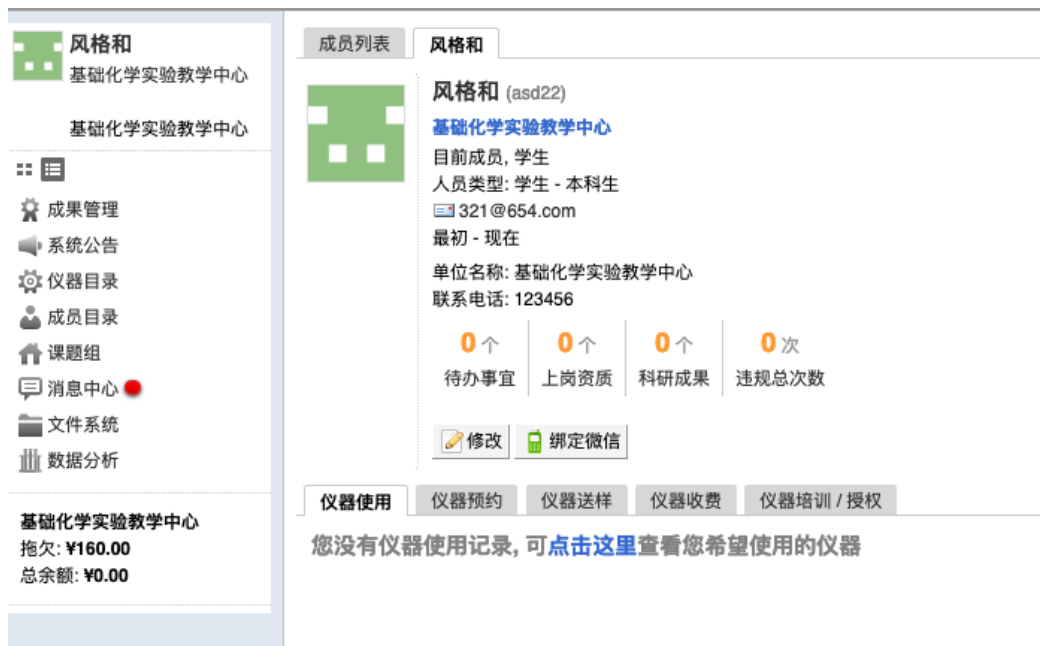 风格和
基础化学实验教学中心
基础化学实验教学中心
成果管理
系统公告
仪器目录
成员目录
课题组
消息中心
文件系统
数据分析
基础化学实验教学中心
拖欠: ¥160.00
总余额: ¥0.00
成员列表 风格和
风格和 (asd22)
基础化学实验教学中心
目前成员, 学生
人员类型: 学生 - 本科生
321@654.com
最初 - 现在
单位名称: 基础化学实验教学中心
联系电话: 123456
0 个 0 个 0 个 0 次
待办事宜 上岗资质 科研成果 违规总次数
修改 绑定微信
仪器使用 仪器预约 仪器送样 仪器收费 仪器培训 / 授权
您没有仪器使用记录, 可点击这里查看您希望使用的仪器